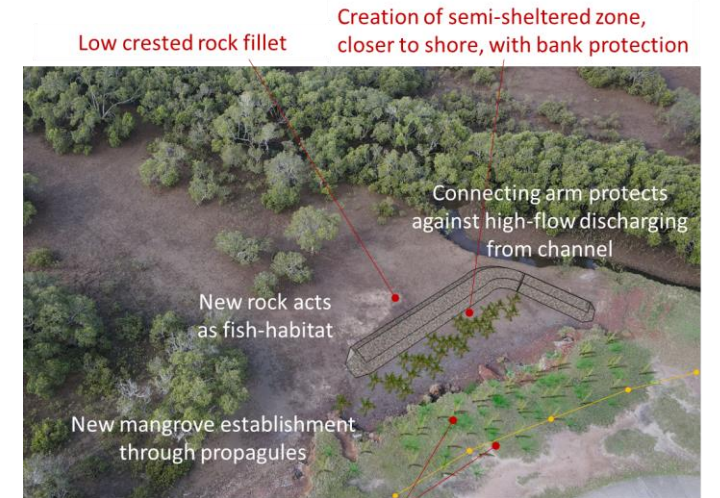 Low crested rock fillet
Creation of semi-sheltered zone,
closer to shore, with bank protection
Connecting arm protects
against high-flow discharging
from channel
New rock acts
as fish-habitat
New mangrove establishment
through propagules